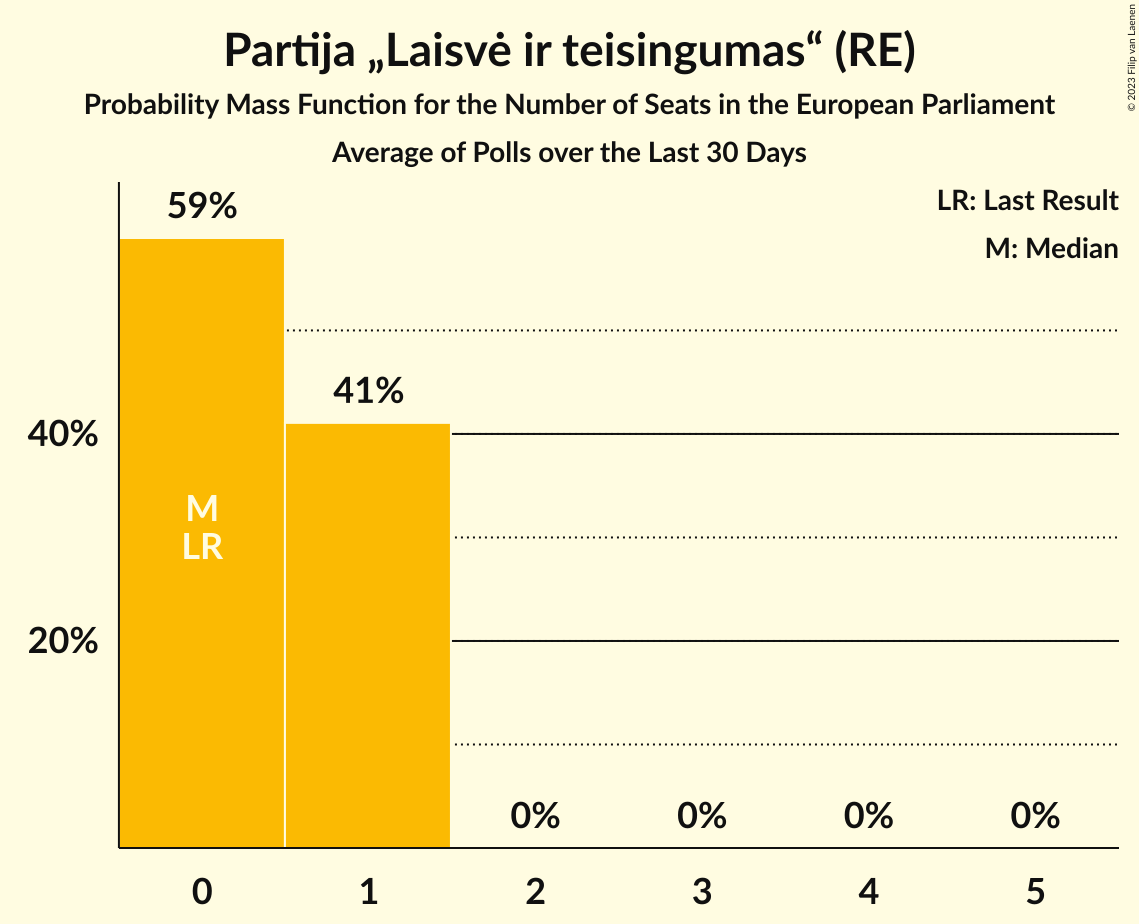 Partija „Laisvė ir teisingumas“ (RE)
Probability Mass Function for the Number of Seats in the European Parliament
Average of Polls over the Last 30 Days
© 2023 Filip van Laenen
LR: Last Result
M: Median
59%
41%
40%
M
LR
20%
0% 0% 0% 0%
0 1 2 3 4 5